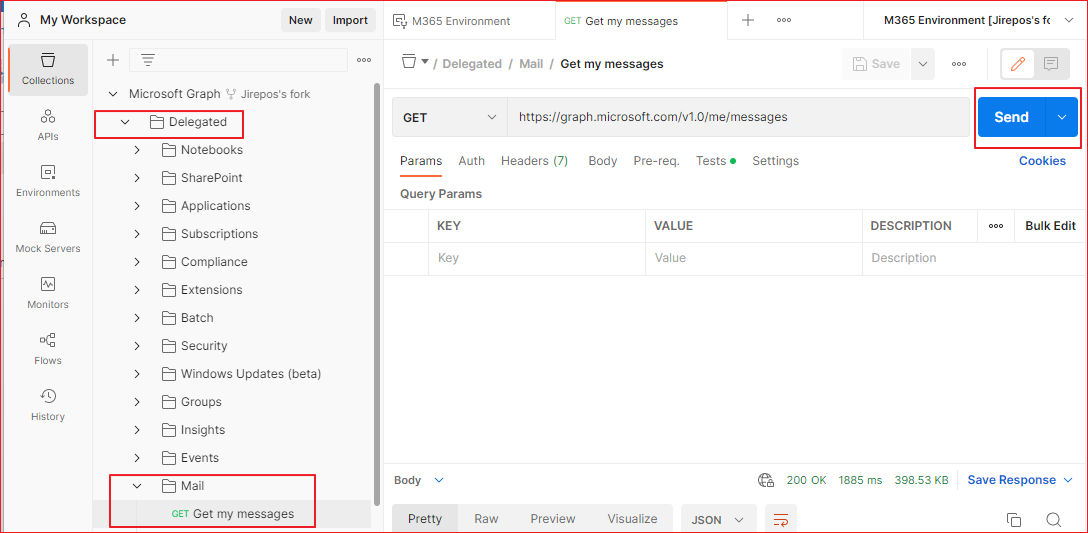 My Workspace
New
Import
Collections
APIs
Environments
Mock Servers
Monitors
Flows
History
Microsoft Graph
Jirepos's fork
Delegated
Notebooks
SharePoint
Applications
Subscriptions
Compliance
Extensions
Batch
Security
Windows Updates (beta)
Groups
Insights
Events
Mail
GET Get my messages
M365 Environment
GET Get my messages
M365 Environment [Jirepos's fo
/ Delegated / Mail / Get my messages
Save
GET
https://graph.microsoft.com/v1.0/me/messages
Send
Params Auth Headers (7) Body Pre-req. Tests Settings
Cookies
Query Params
KEY VALUE DESCRIPTION
Bulk Edit
Key Value Description
Body
200 OK 1885 ms 398.53 KB
Save Response
Pretty Raw Preview Visualize
JSON